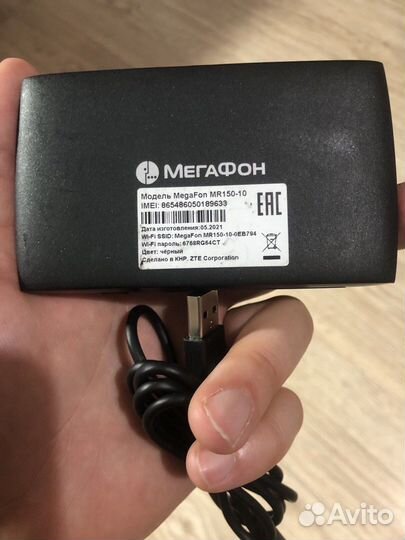 МЕГАФОН
Модель MegaFon MR150-10
IMEI: 865486050189633
EAC
Дата изготовления:05.2021
Wi-Fi SSID: MegaFon MR150-10-0EB794
Wi-Fi пароль: 6768RG64CT
Цвет: чёрный
Сделано в КНР, ZTE Corporation
Avito